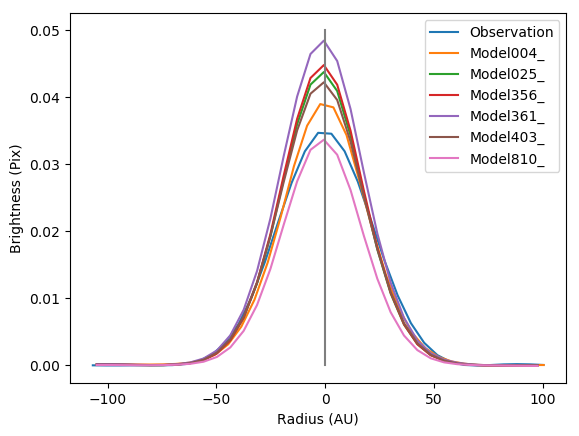 0.05
0.04
0.03
0.02
0.01
0.00
Brightness (Pix)
−100
−50
0
50
100
Radius (AU)
Observation
Model004_
Model025_
Model356_
Model361_
Model403_
Model810_